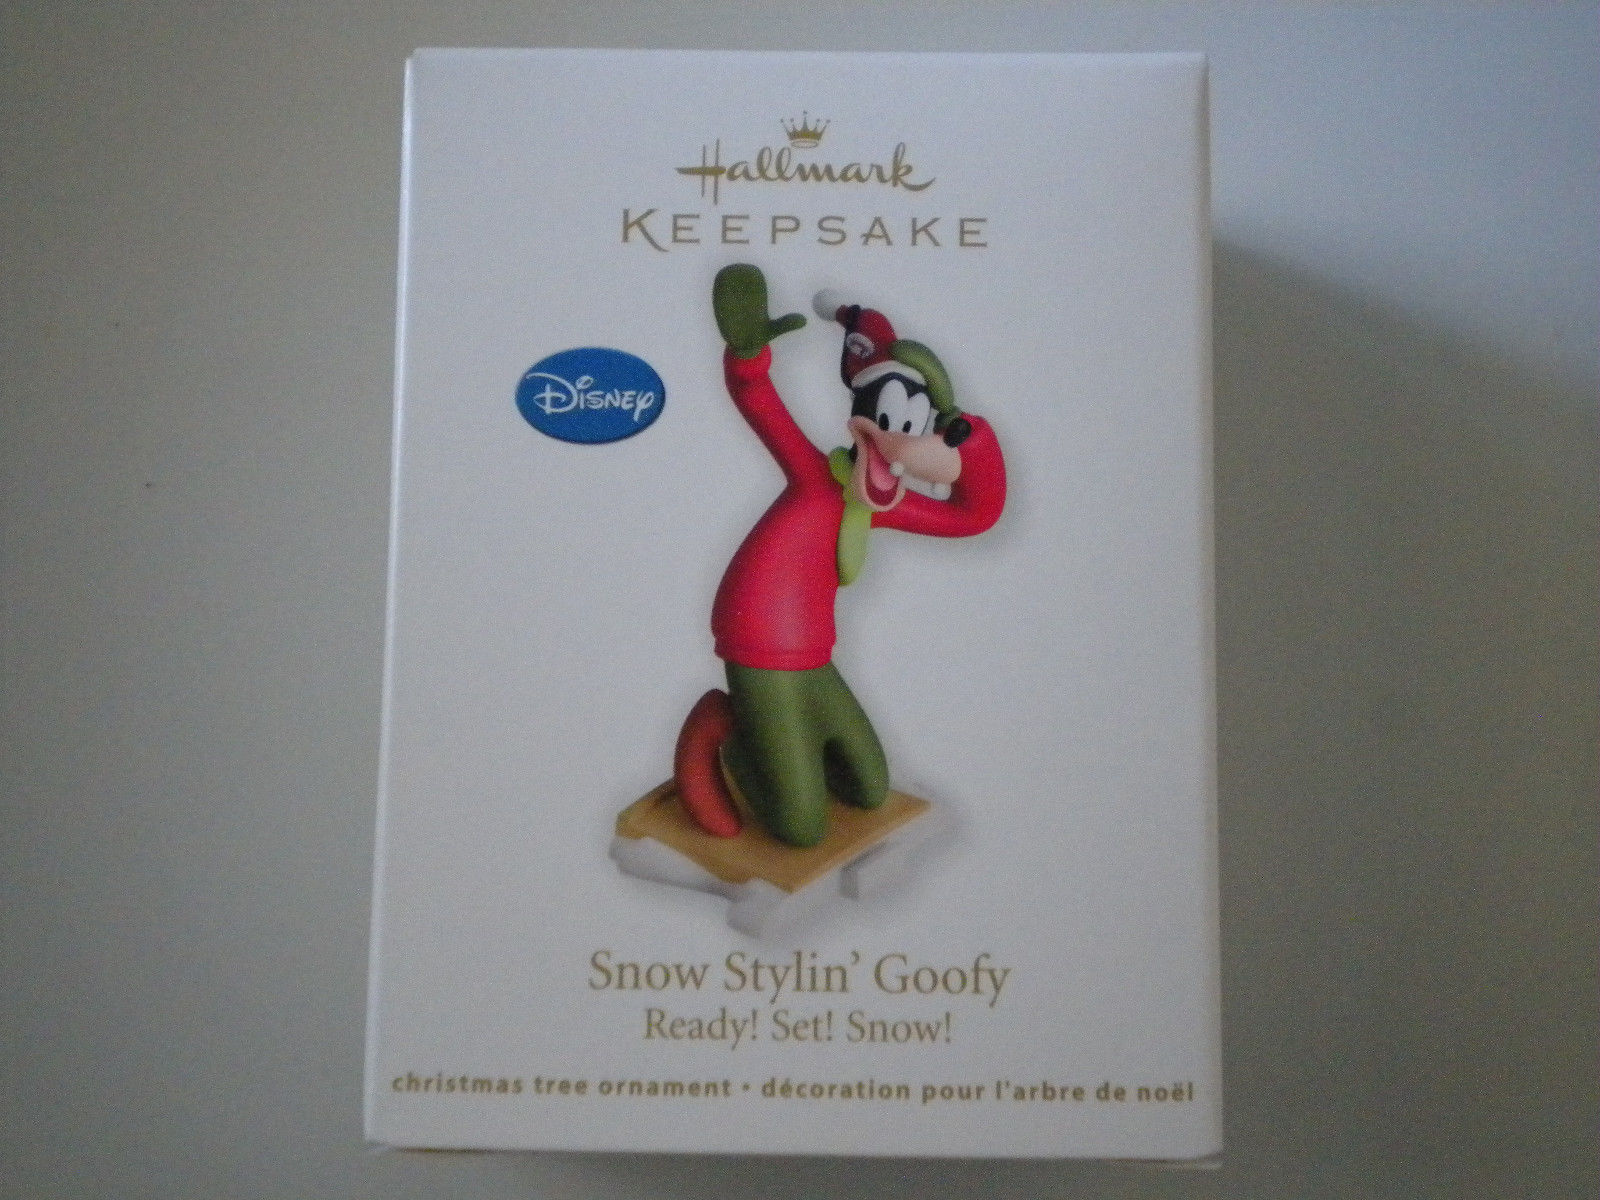 Hallmark
KEEPSAKE
Disney
Snow Stylin' Goofy
Ready! Set! Snow!
christmas tree ornament • décoration pour l'arbre de noël